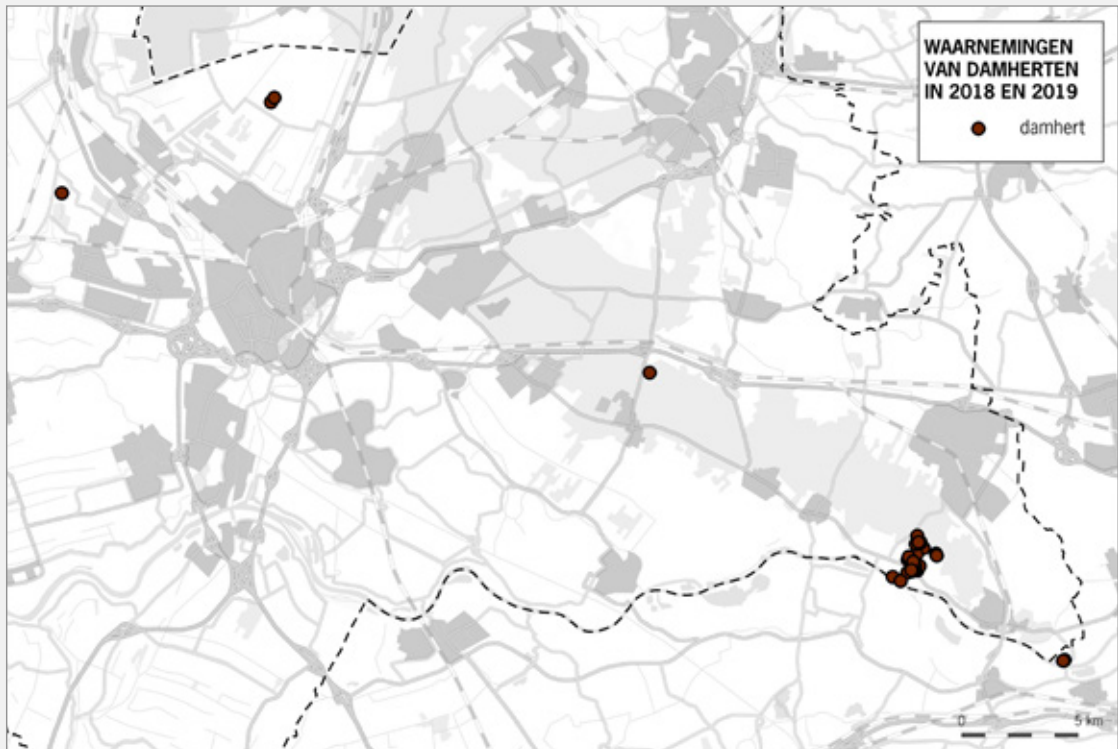 WAARNEMINGEN
VAN DAMHERTEN
IN 2018 EN 2019
damhert
0 5 km